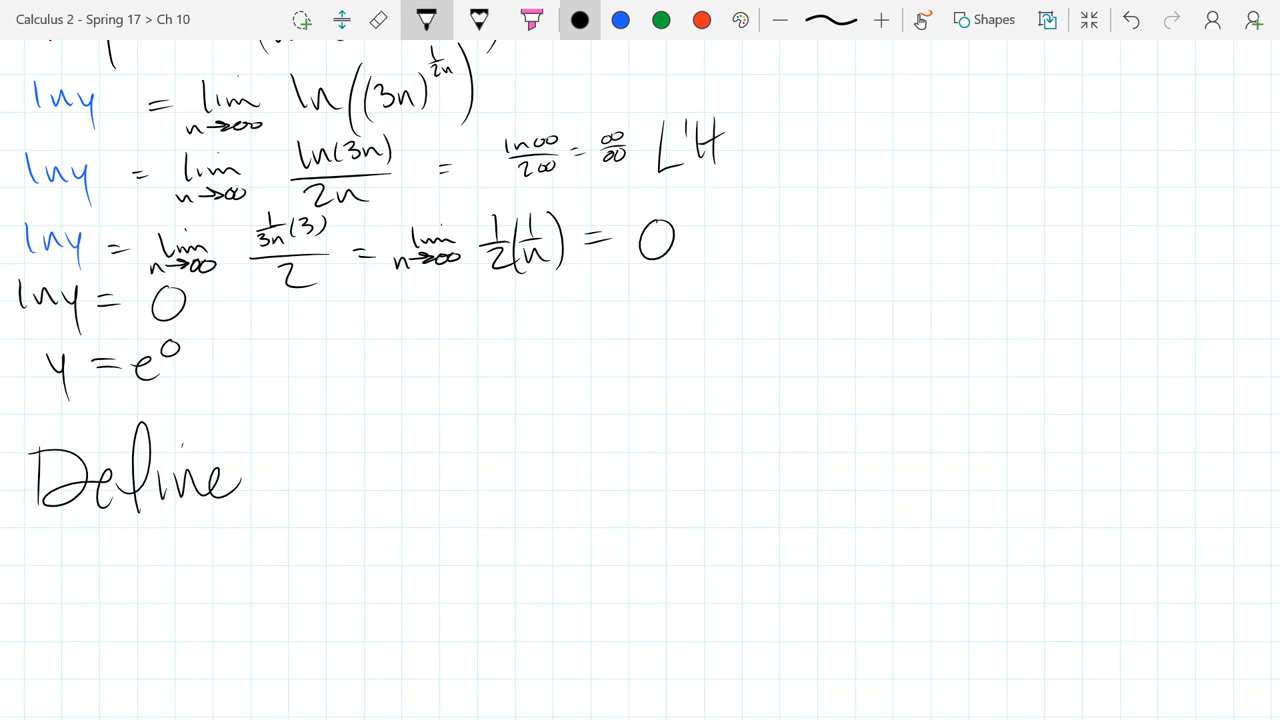 Calculus 2 - Spring 17 > Ch 10
Shapes
y
ln y = lim n→∞ ln((3n)^(1/2n))
ln y = lim n→∞ ln(3n)/2n = ln∞/2∞ = ∞/∞ L'H
ln y = lim n→∞ (1/3n (3))/2 = lim n→∞ 1/2(1/n) = 0
ln y = 0
y = e^0
Define